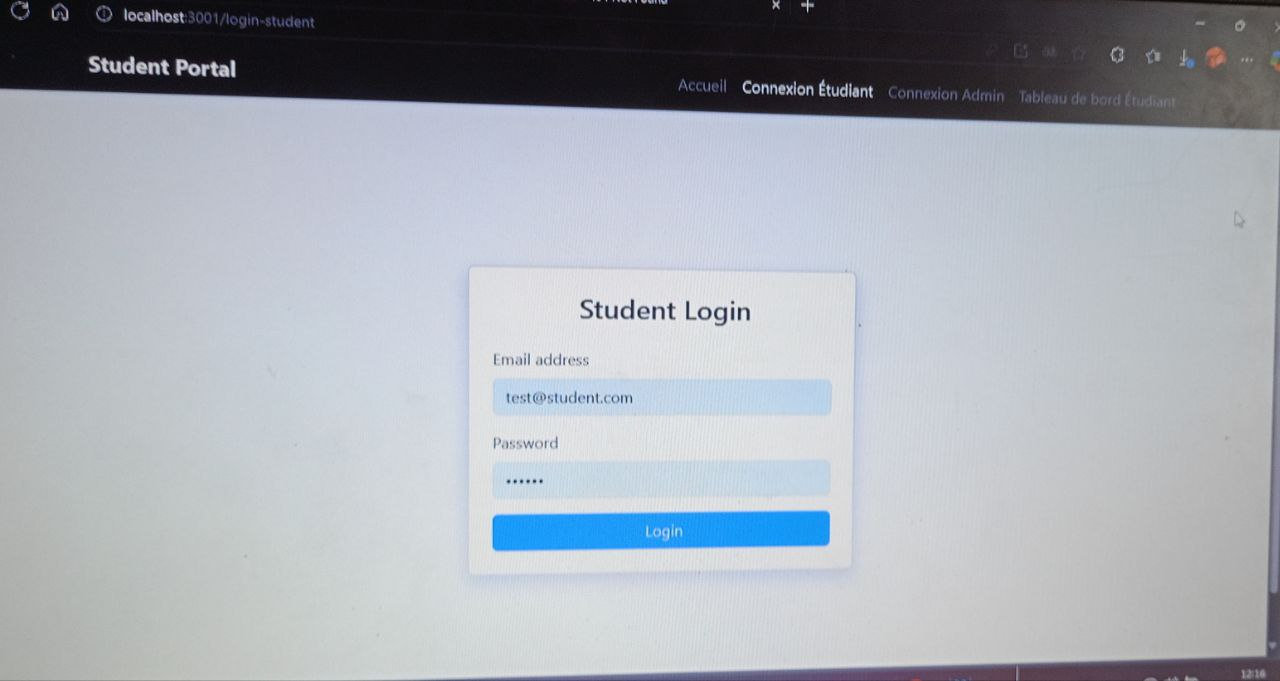 localhost:3001/login-student
Student Portal
Accueil
Connexion Étudiant
Connexion Admin
Tableau de bord Étudiant
Student Login
Email address
test@student.com
Password
••••••
Login
12:16